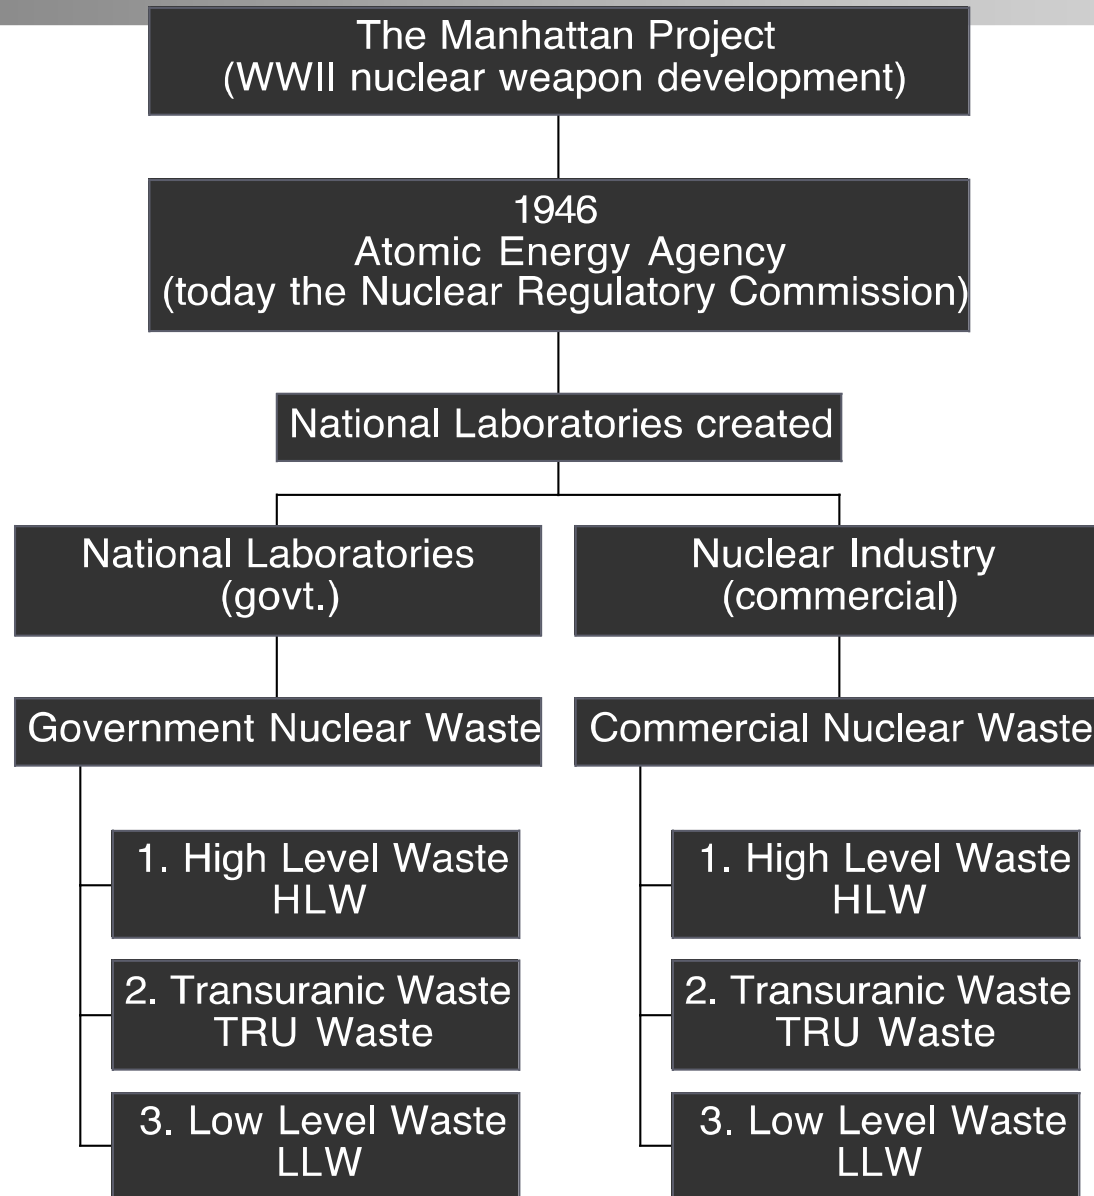 The Manhattan Project
(WWII nuclear weapon development)
1946
Atomic Energy Agency
(today the Nuclear Regulatory Commission)
National Laboratories created
National Laboratories
(govt.)
Nuclear Industry
(commercial)
Government Nuclear Waste
Commercial Nuclear Waste
1. High Level Waste
HLW
2. Transuranic Waste
TRU Waste
3. Low Level Waste
LLW
1. High Level Waste
HLW
2. Transuranic Waste
TRU Waste
3. Low Level Waste
LLW